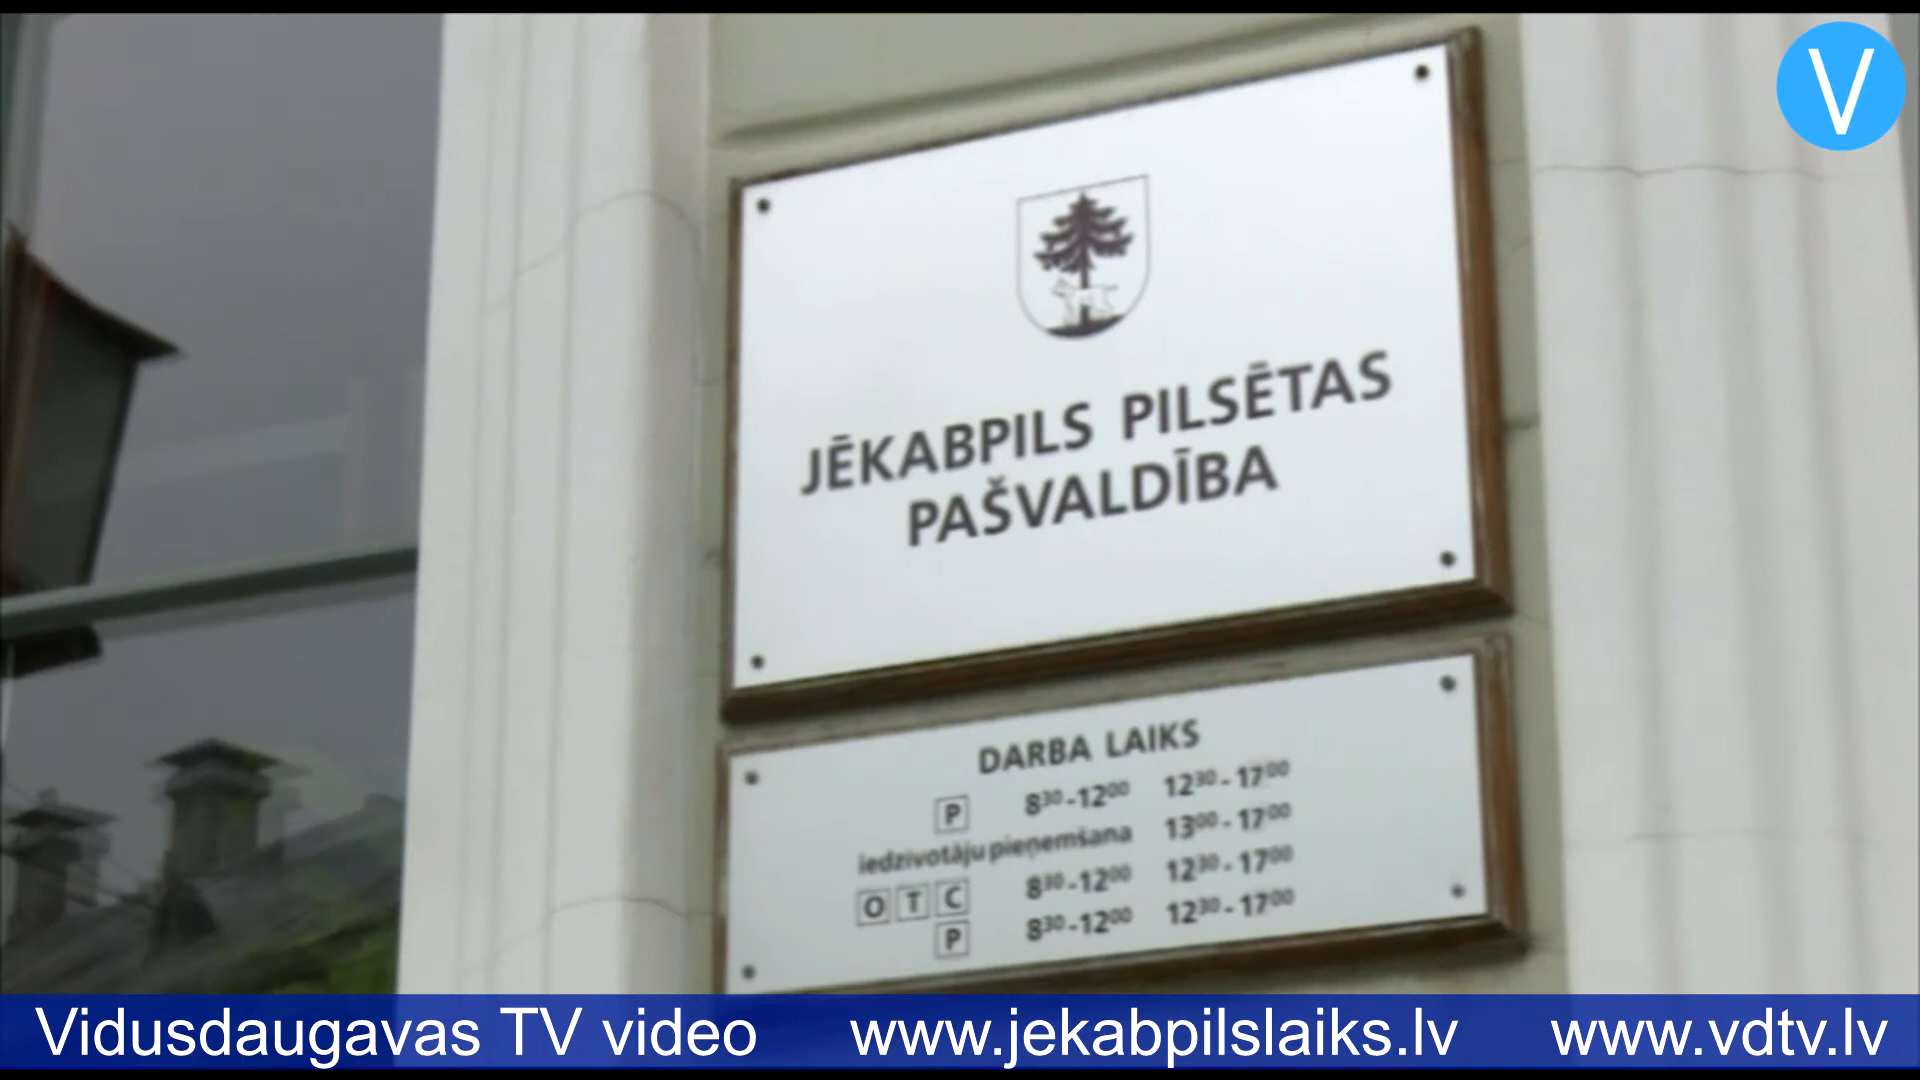 V
JĒKABPILS PILSĒTAS
PAŠVALDĪBA
DARBA LAIKS
P 8³⁰-12⁰⁰ 12³⁰-17⁰⁰
iedzivotāju pieņemšana 13⁰⁰-17⁰⁰
O T C 8³⁰-12⁰⁰ 12³⁰-17⁰⁰
P 8³⁰-12⁰⁰ 12³⁰-17⁰⁰
Vidusdaugavas TV video www.jekabpilslaiks.lv www.vdtv.lv